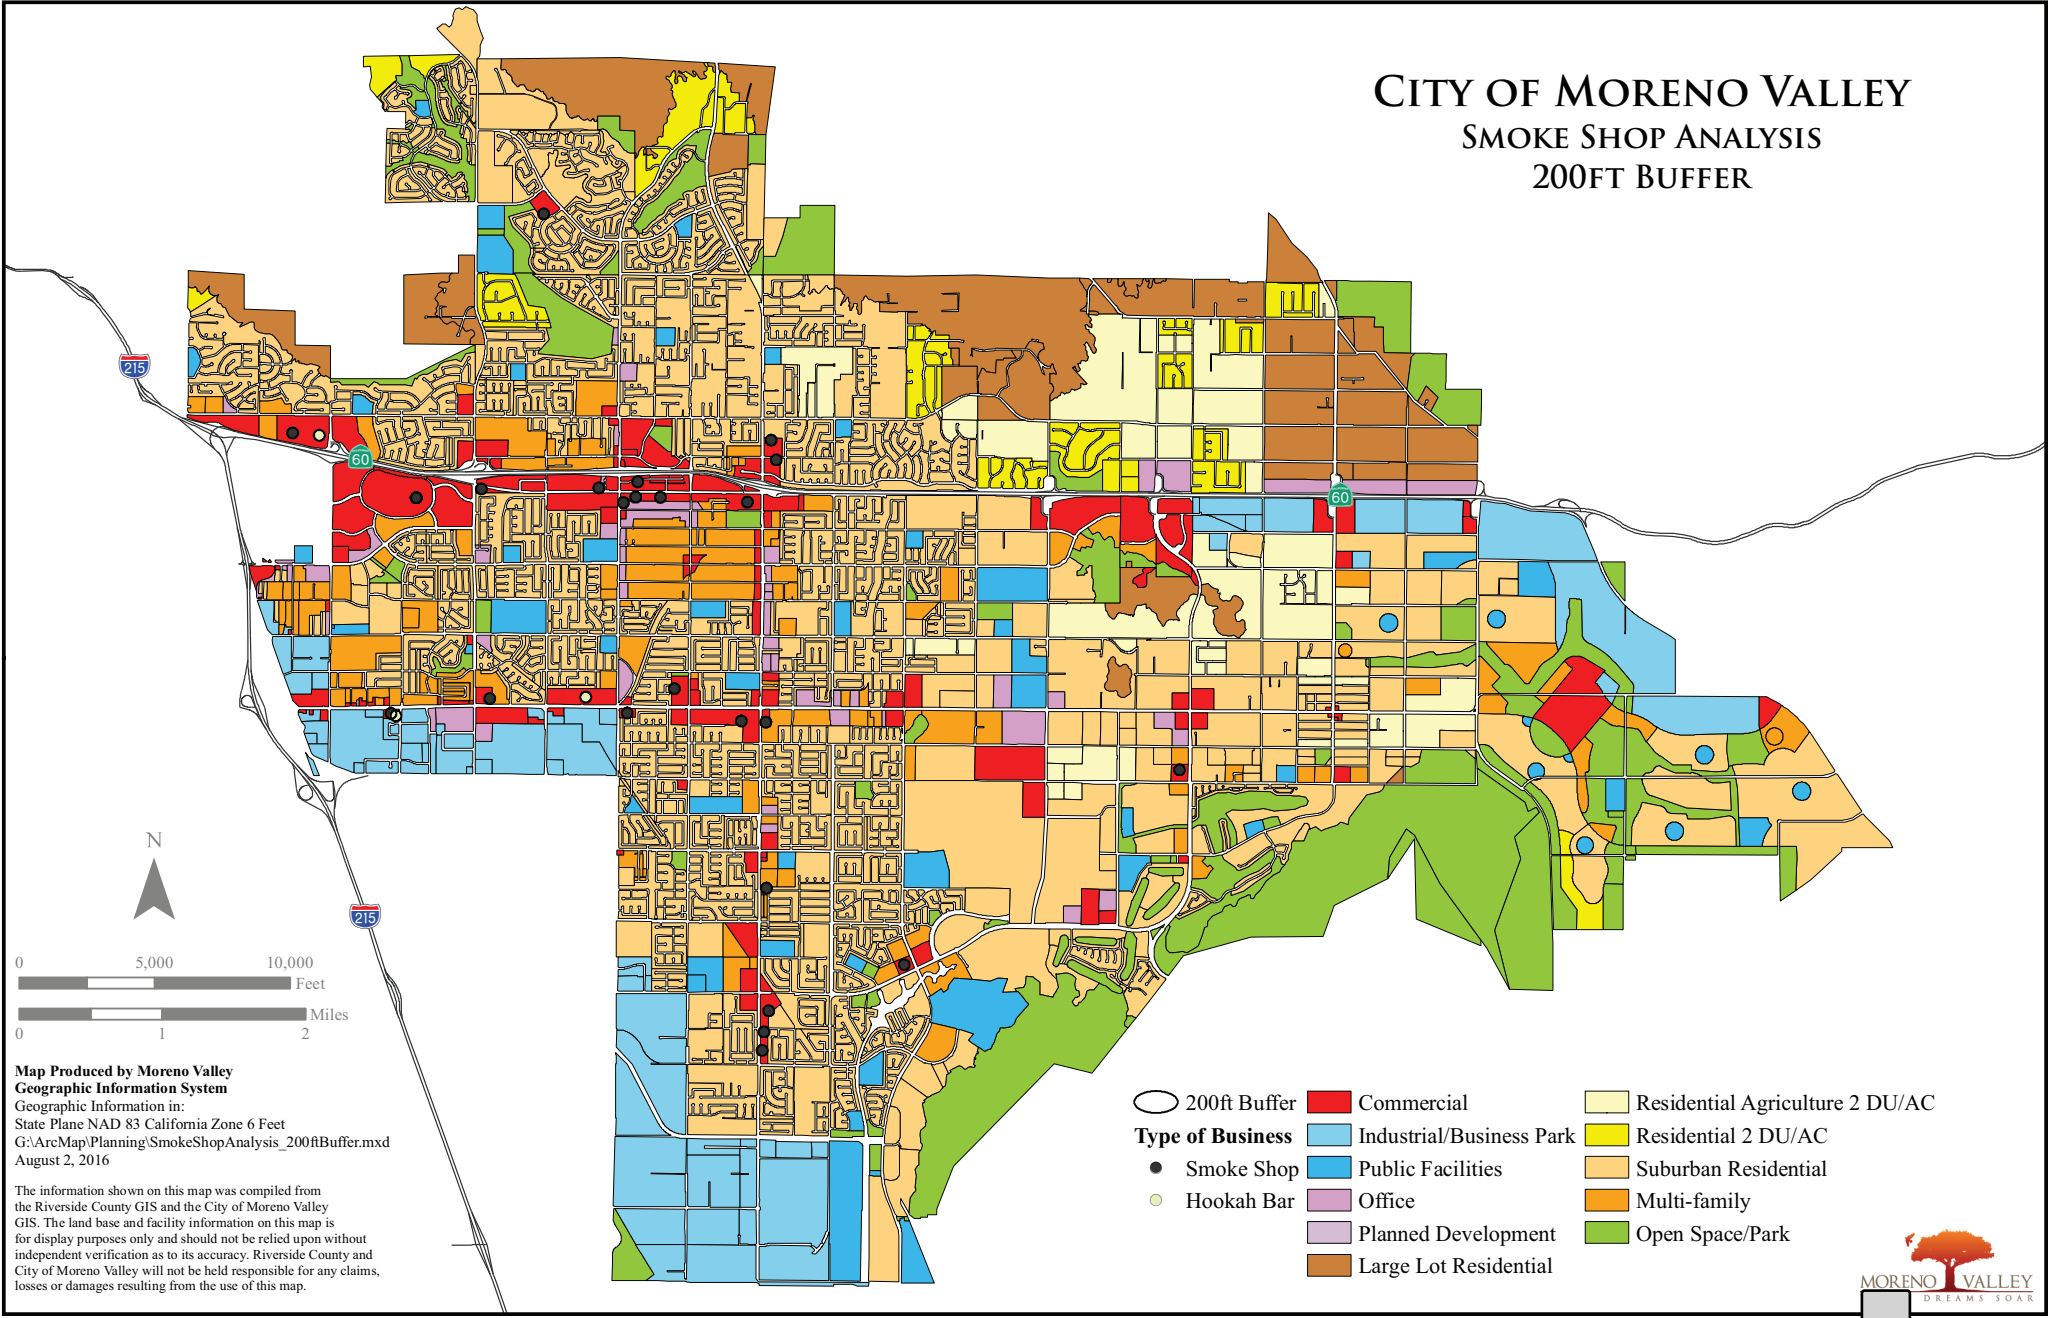 CITY OF MORENO VALLEY
SMOKE SHOP ANALYSIS
200FT BUFFER
215
60
60
N
215
0 5,000 10,000
Feet
Miles
0 1 2
Map Produced by Moreno Valley
Geographic Information System
Geographic Information in:
State Plane NAD 83 California Zone 6 Feet
G:\ArcMap\Planning\SmokeShopAnalysis_200ftBuffer.mxd
August 2, 2016
The information shown on this map was compiled from
the Riverside County GIS and the City of Moreno Valley
GIS. The land base and facility information on this map is
for display purposes only and should not be relied upon without
independent verification as to its accuracy. Riverside County and
City of Moreno Valley will not be held responsible for any claims,
losses or damages resulting from the use of this map.
200ft Buffer
Type of Business
Smoke Shop
Hookah Bar
Commercial
Industrial/Business Park
Public Facilities
Office
Planned Development
Large Lot Residential
Residential Agriculture 2 DU/AC
Residential 2 DU/AC
Suburban Residential
Multi-family
Open Space/Park
MORENO VALLEY
DREAMS SOAR